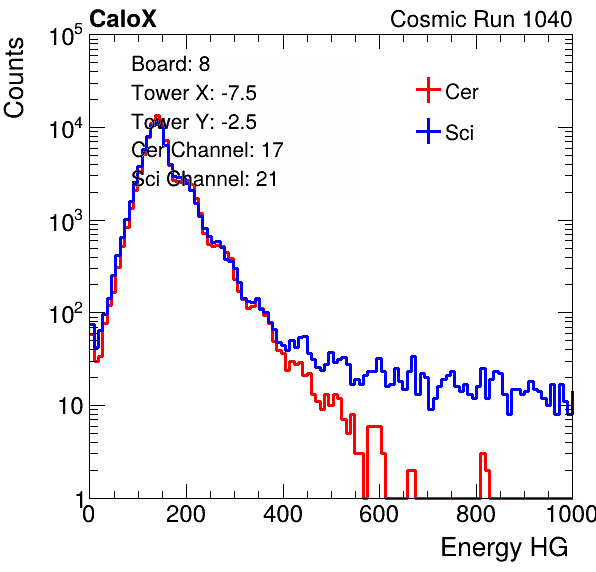 CaloX
Cosmic Run 1040
Counts
10^5
10^4
10^3
10^2
10
1
Board: 8
Tower X: -7.5
Tower Y: -2.5
Cer Channel: 17
Sci Channel: 21
Cer
Sci
0 200 400 600 800 1000
Energy HG